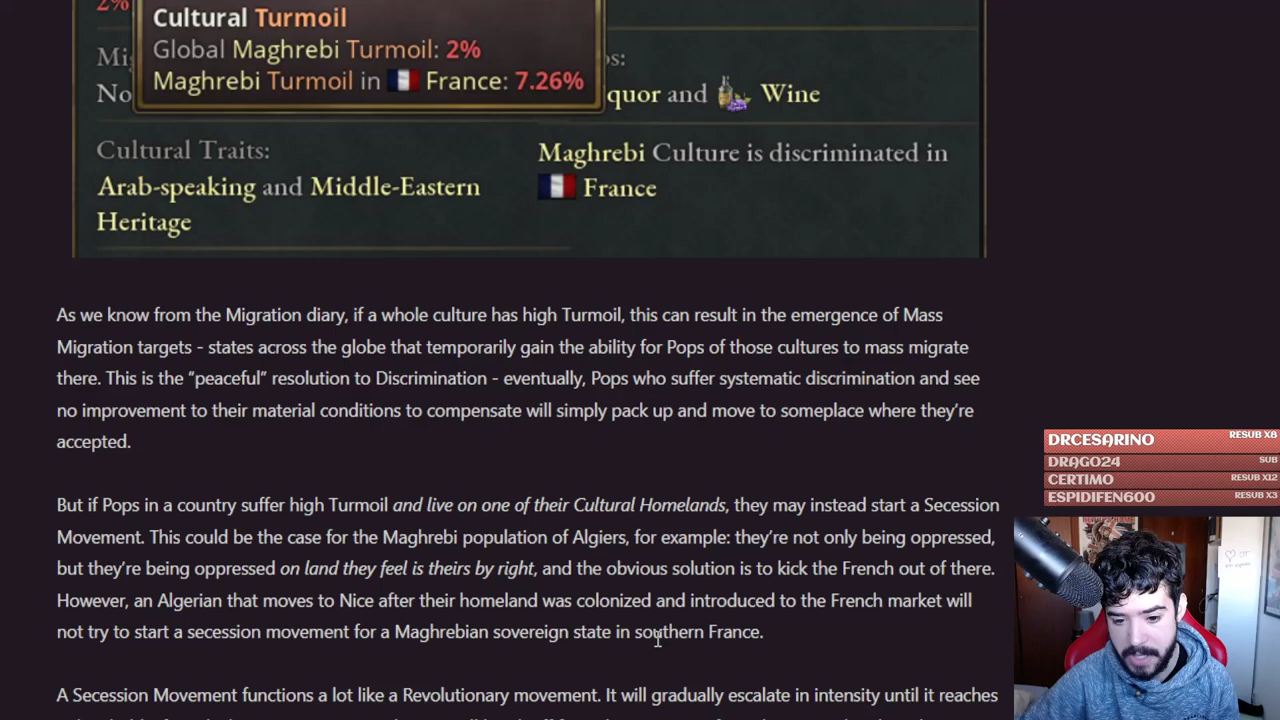 2%
Cultural Turmoil
Global Maghrebi Turmoil: 2%
Maghrebi Turmoil in France: 7.26%
Mig
No
os:
quor and Wine
Cultural Traits:
Arab-speaking and Middle-Eastern
Heritage
Maghrebi Culture is discriminated in
France
As we know from the Migration diary, if a whole culture has high Turmoil, this can result in the emergence of Mass
Migration targets - states across the globe that temporarily gain the ability for Pops of those cultures to mass migrate
there. This is the “peaceful” resolution to Discrimination - eventually, Pops who suffer systematic discrimination and see
no improvement to their material conditions to compensate will simply pack up and move to someplace where they’re
accepted.
But if Pops in a country suffer high Turmoil and live on one of their Cultural Homelands, they may instead start a Secession
Movement. This could be the case for the Maghrebi population of Algiers, for example: they’re not only being oppressed,
but they’re being oppressed on land they feel is theirs by right, and the obvious solution is to kick the French out of there.
However, an Algerian that moves to Nice after their homeland was colonized and introduced to the French market will
not try to start a secession movement for a Maghrebian sovereign state in southern France.
A Secession Movement functions a lot like a Revolutionary movement. It will gradually escalate in intensity until it reaches
DRCESARINO RESUB X8
DRAGO24 SUB
CERTIMO RESUB X12
ESPIDIFEN600 RESUB X3